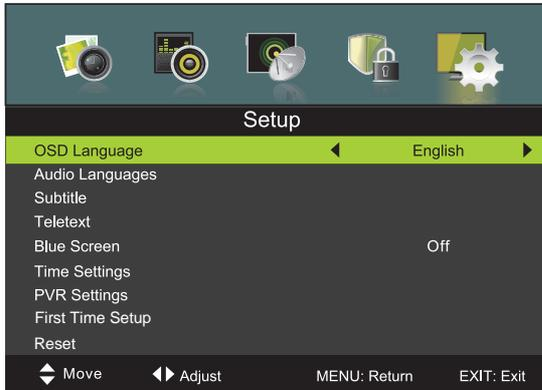 Setup
OSD Language English
Audio Languages
Subtitle
Teletext
Blue Screen Off
Time Settings
PVR Settings
First Time Setup
Reset
Move Adjust MENU: Return EXIT: Exit